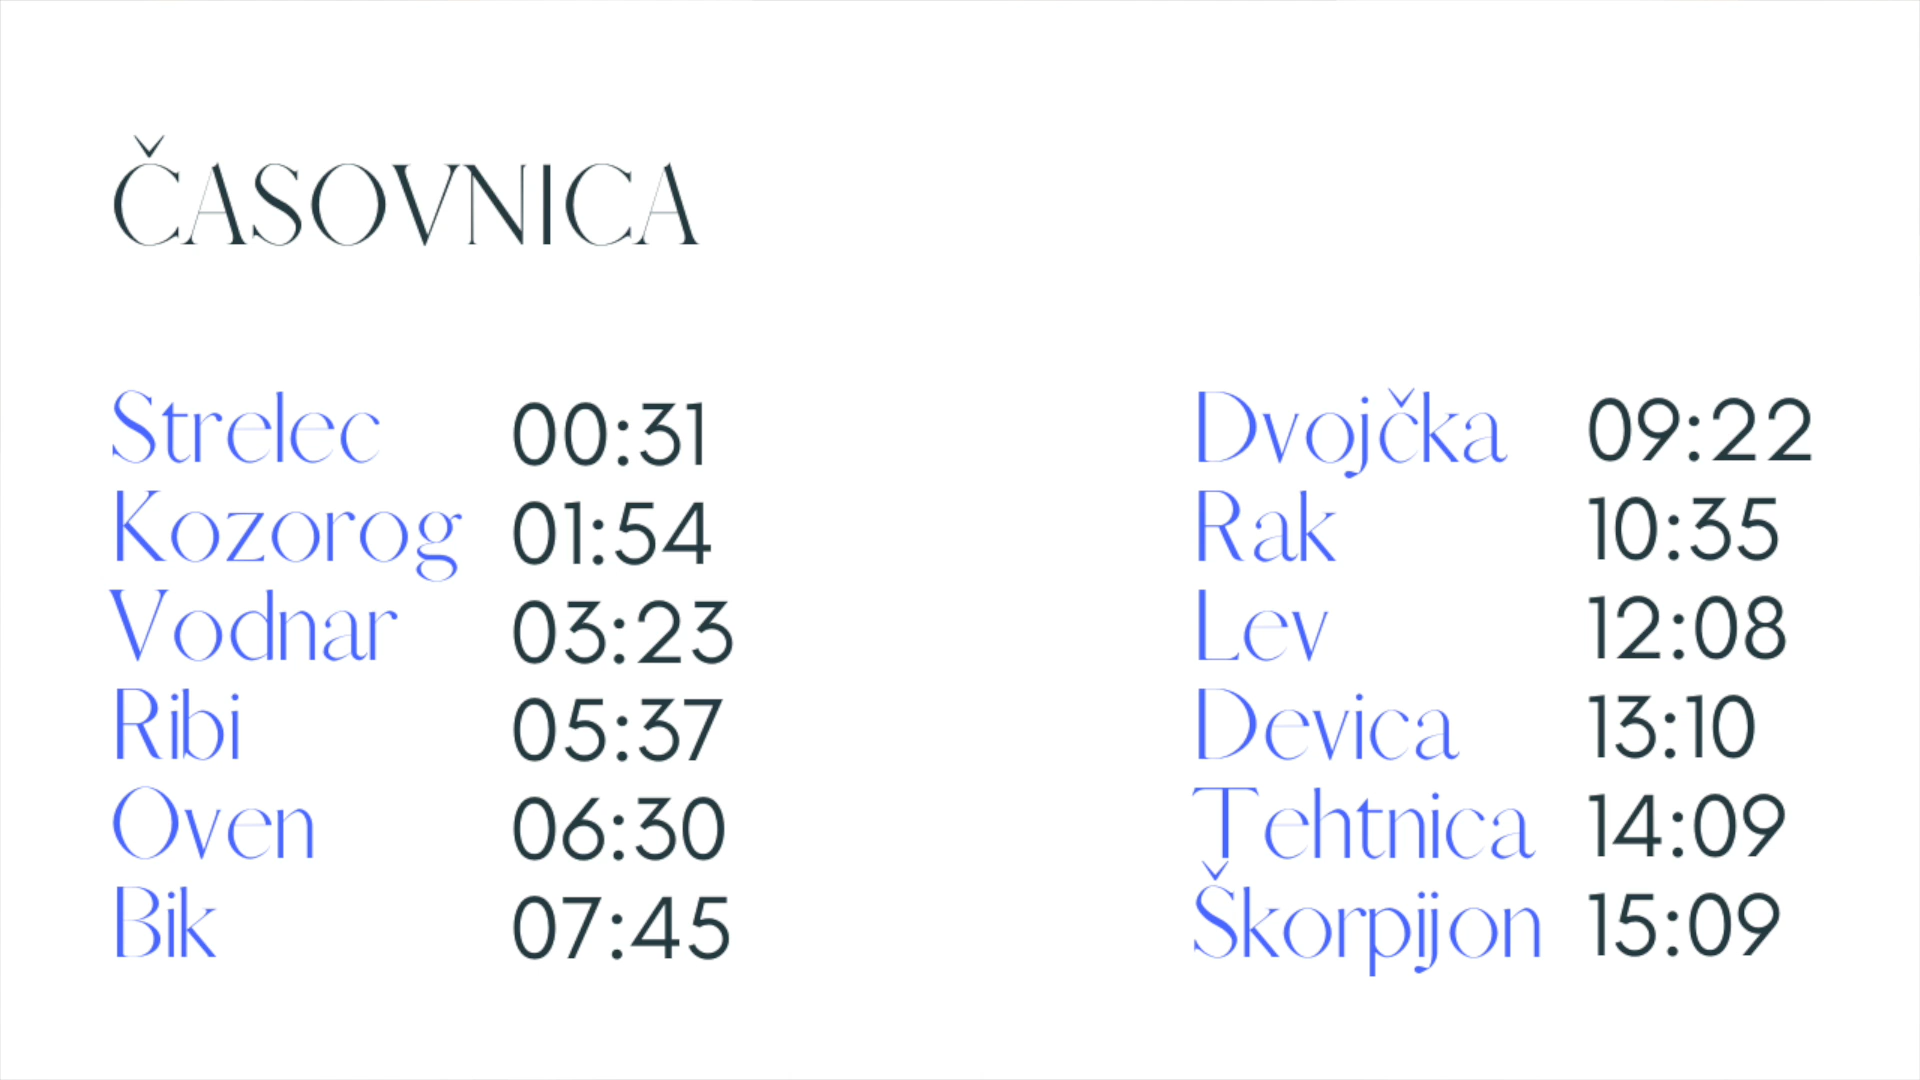 ČASOVNICA
Strelec 00:31
Kozorog 01:54
Vodnar 03:23
Ribi 05:37
Oven 06:30
Bik 07:45
Dvojčka 09:22
Rak 10:35
Lev 12:08
Devica 13:10
Tehtnica 14:09
Škorpijon 15:09